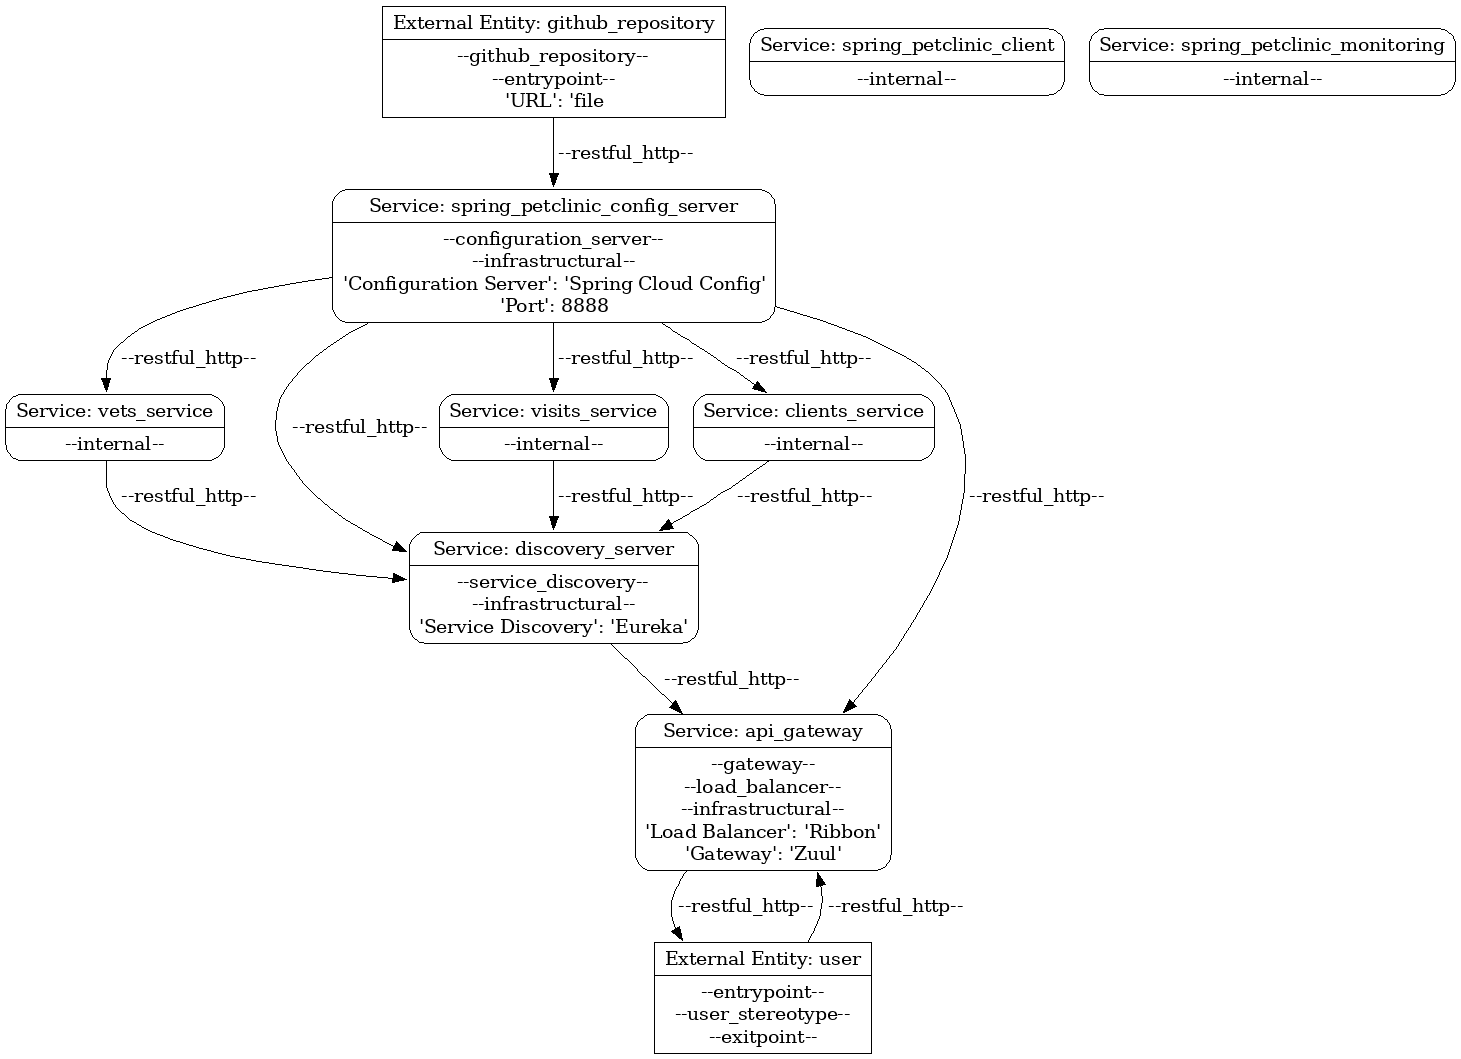 External Entity: github_repository
--github_repository--
--entrypoint--
'URL': 'file
Service: spring_petclinic_client
--internal--
Service: spring_petclinic_monitoring
--internal--
--restful_http--
Service: spring_petclinic_config_server
--configuration_server--
--infrastructural--
'Configuration Server': 'Spring Cloud Config'
'Port': 8888
--restful_http--
--restful_http--
--restful_http--
--restful_http--
--restful_http--
Service: vets_service
--internal--
Service: visits_service
--internal--
Service: clients_service
--internal--
--restful_http--
--restful_http--
--restful_http--
Service: discovery_server
--service_discovery--
--infrastructural--
'Service Discovery': 'Eureka'
--restful_http--
Service: api_gateway
--gateway--
--load_balancer--
--infrastructural--
'Load Balancer': 'Ribbon'
'Gateway': 'Zuul'
--restful_http--
--restful_http--
External Entity: user
--entrypoint--
--user_stereotype--
--exitpoint--